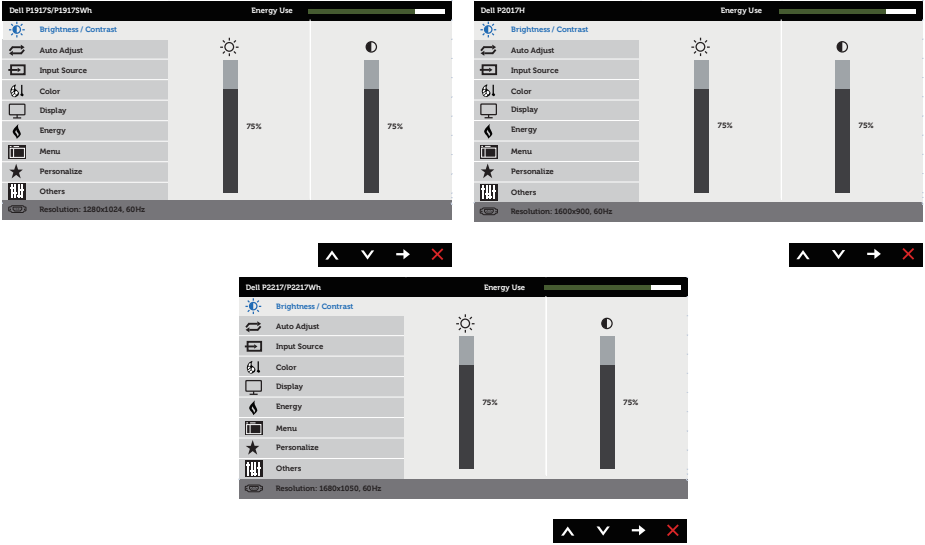 Dell P1917S/P1917SWh Energy Use
Brightness / Contrast
Auto Adjust
Input Source
Color
Display
Energy
Menu
Personalize
Others
75% 75%
Resolution: 1280x1024, 60Hz
Dell P2017H Energy Use
Brightness / Contrast
Auto Adjust
Input Source
Color
Display
Energy
Menu
Personalize
Others
75% 75%
Resolution: 1600x900, 60Hz
Dell P2217/P2217Wh Energy Use
Brightness / Contrast
Auto Adjust
Input Source
Color
Display
Energy
Menu
Personalize
Others
75% 75%
Resolution: 1680x1050, 60Hz